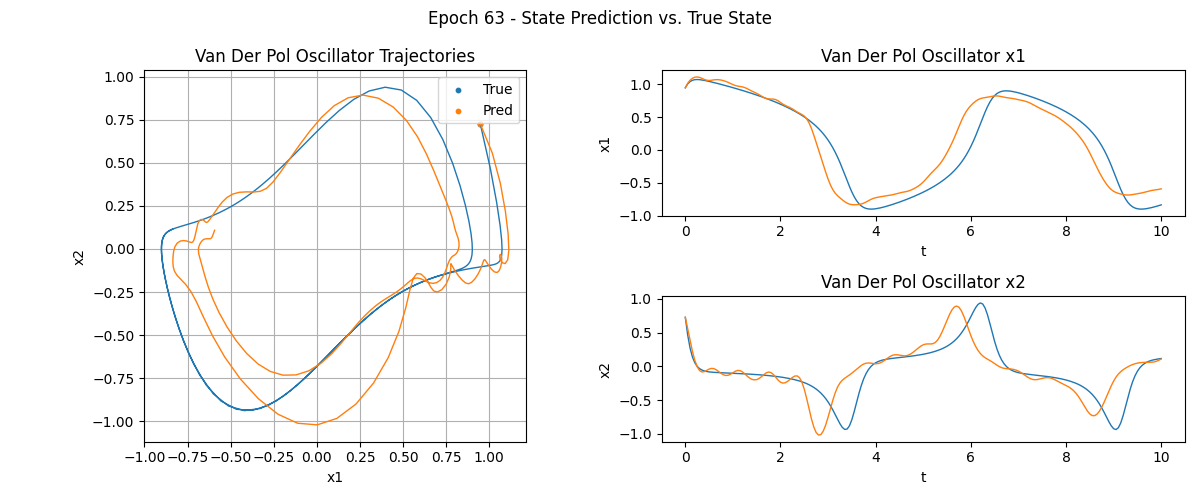 Epoch 63 - State Prediction vs. True State
Van Der Pol Oscillator Trajectories
True
Pred
1.00
0.75
0.50
0.25
0.00
−0.25
−0.50
−0.75
−1.00
x2
−1.00 −0.75 −0.50 −0.25 0.00 0.25 0.50 0.75 1.00
x1
Van Der Pol Oscillator x1
1.0
0.5
0.0
−0.5
−1.0
x1
0 2 4 6 8 10
t
Van Der Pol Oscillator x2
1.0
0.5
0.0
−0.5
−1.0
x2
0 2 4 6 8 10
t